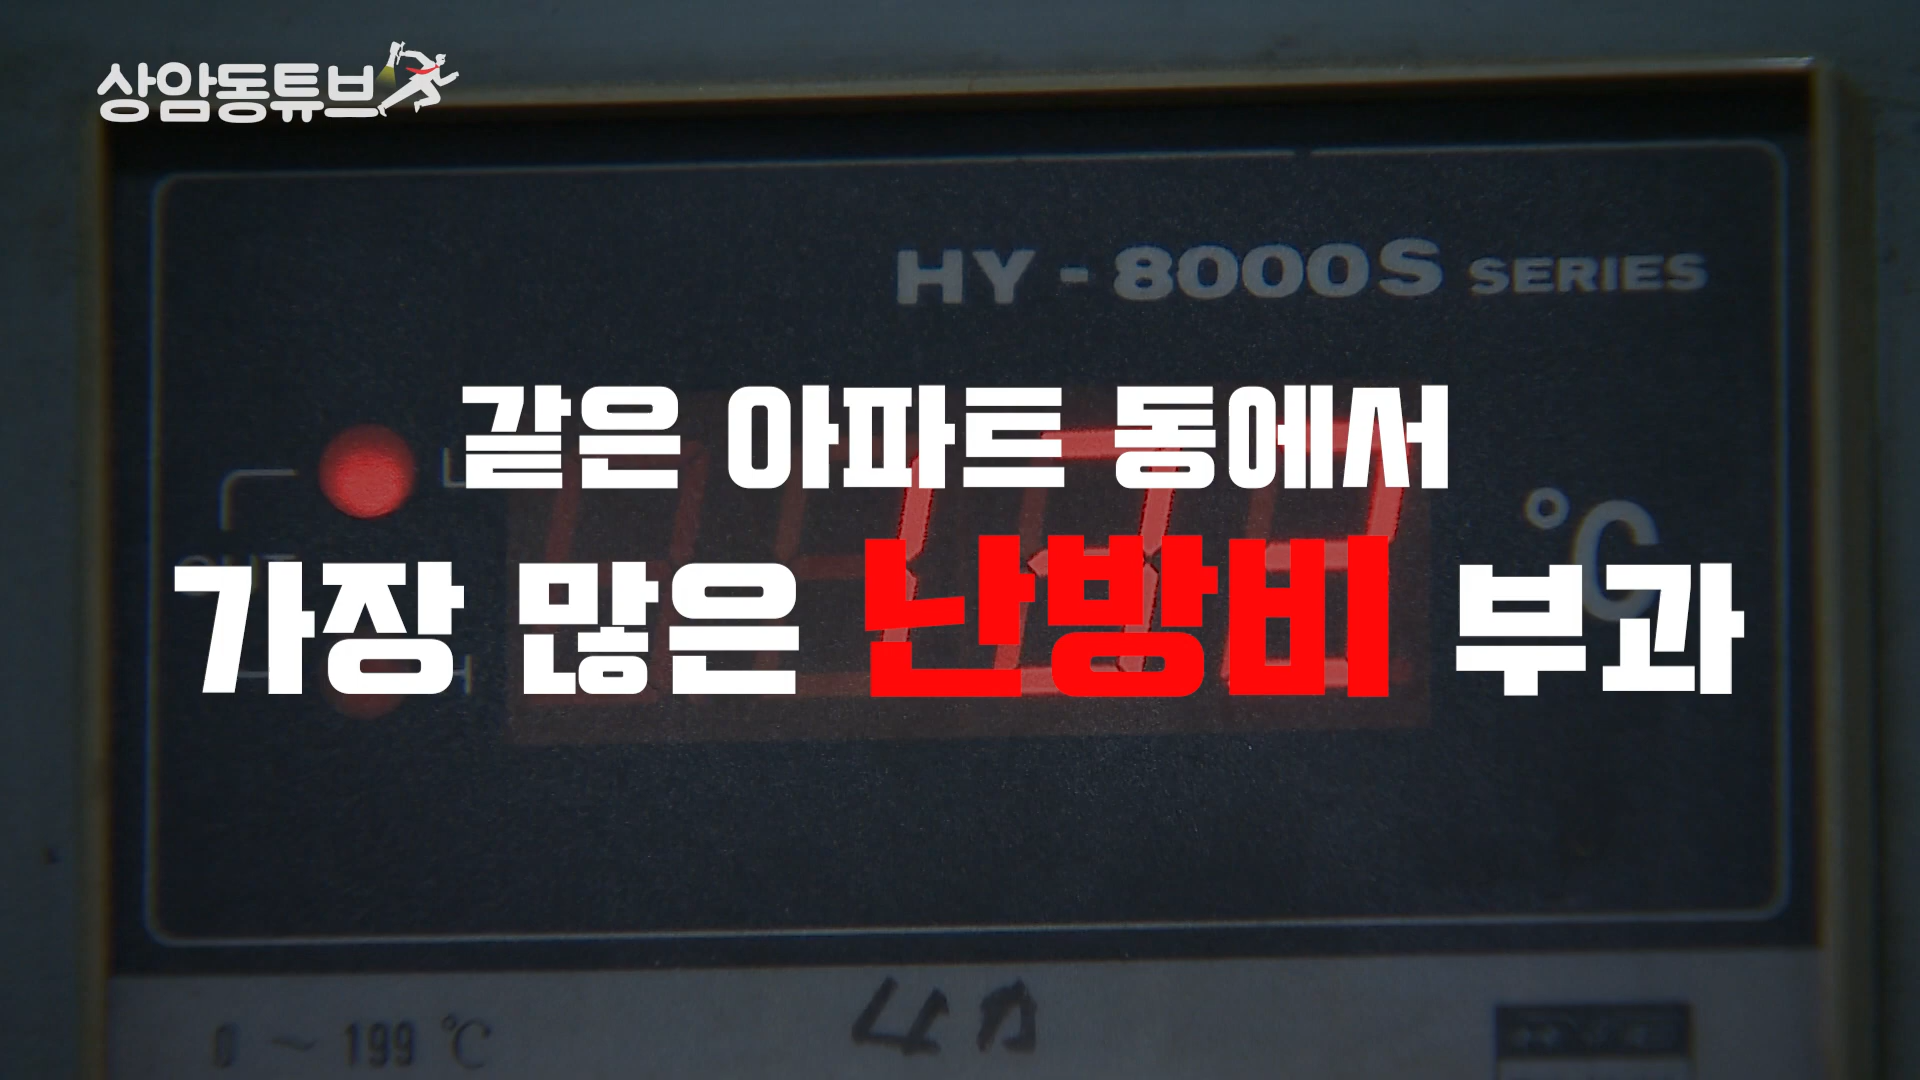 상암동튜브
HY-8000S SERIES
같은 아파트 동에서
가장 많은 난방비 부과
OUT
L
H
°C
0 ~ 199 ℃